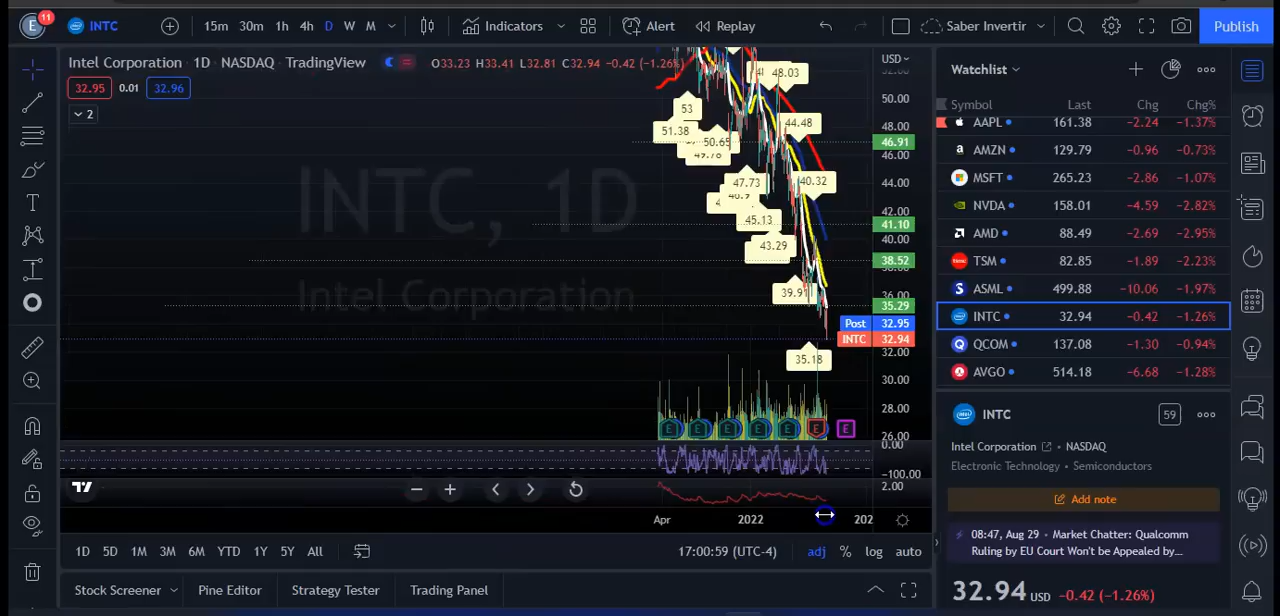 E
11
INTC
15m 30m 1h 4h D W M
Indicators
Alert
Replay
Saber Invertir
Publish
Intel Corporation • 1D • NASDAQ • TradingView
O33.23 H33.41 L32.81 C32.94 −0.42 (−1.26%)
32.95 0.01 32.96
2
INTC, 1D
Intel Corporation
48.03
53
51.38
50.65
49.78
44.48
47.73
40.32
45.13
43.29
39.91
35.18
USD
50.00
48.00
46.91
46.00
44.00
42.00
41.10
40.00
38.52
36.00
35.29
Post 32.95
INTC 32.94
32.00
30.00
28.00
26.00
0.00
−100.00
2.00
E E E E E E E
Apr 2022 202
1D 5D 1M 3M 6M YTD 1Y 5Y All
17:00:59 (UTC-4) adj % log auto
Stock Screener Pine Editor Strategy Tester Trading Panel
Watchlist
Symbol Last Chg Chg%
AAPL 161.38 −2.24 −1.37%
AMZN 129.79 −0.96 −0.73%
MSFT 265.23 −2.86 −1.07%
NVDA 158.01 −4.59 −2.82%
AMD 88.49 −2.69 −2.95%
TSM 82.85 −1.89 −2.23%
ASML 499.88 −10.06 −1.97%
INTC 32.94 −0.42 −1.26%
QCOM 137.08 −1.30 −0.94%
AVGO 514.18 −6.68 −1.28%
INTC 59
Intel Corporation • NASDAQ
Electronic Technology • Semiconductors
Add note
08:47, Aug 29 • Market Chatter: Qualcomm
Ruling by EU Court Won't be Appealed by...
32.94 USD −0.42 (−1.26%)